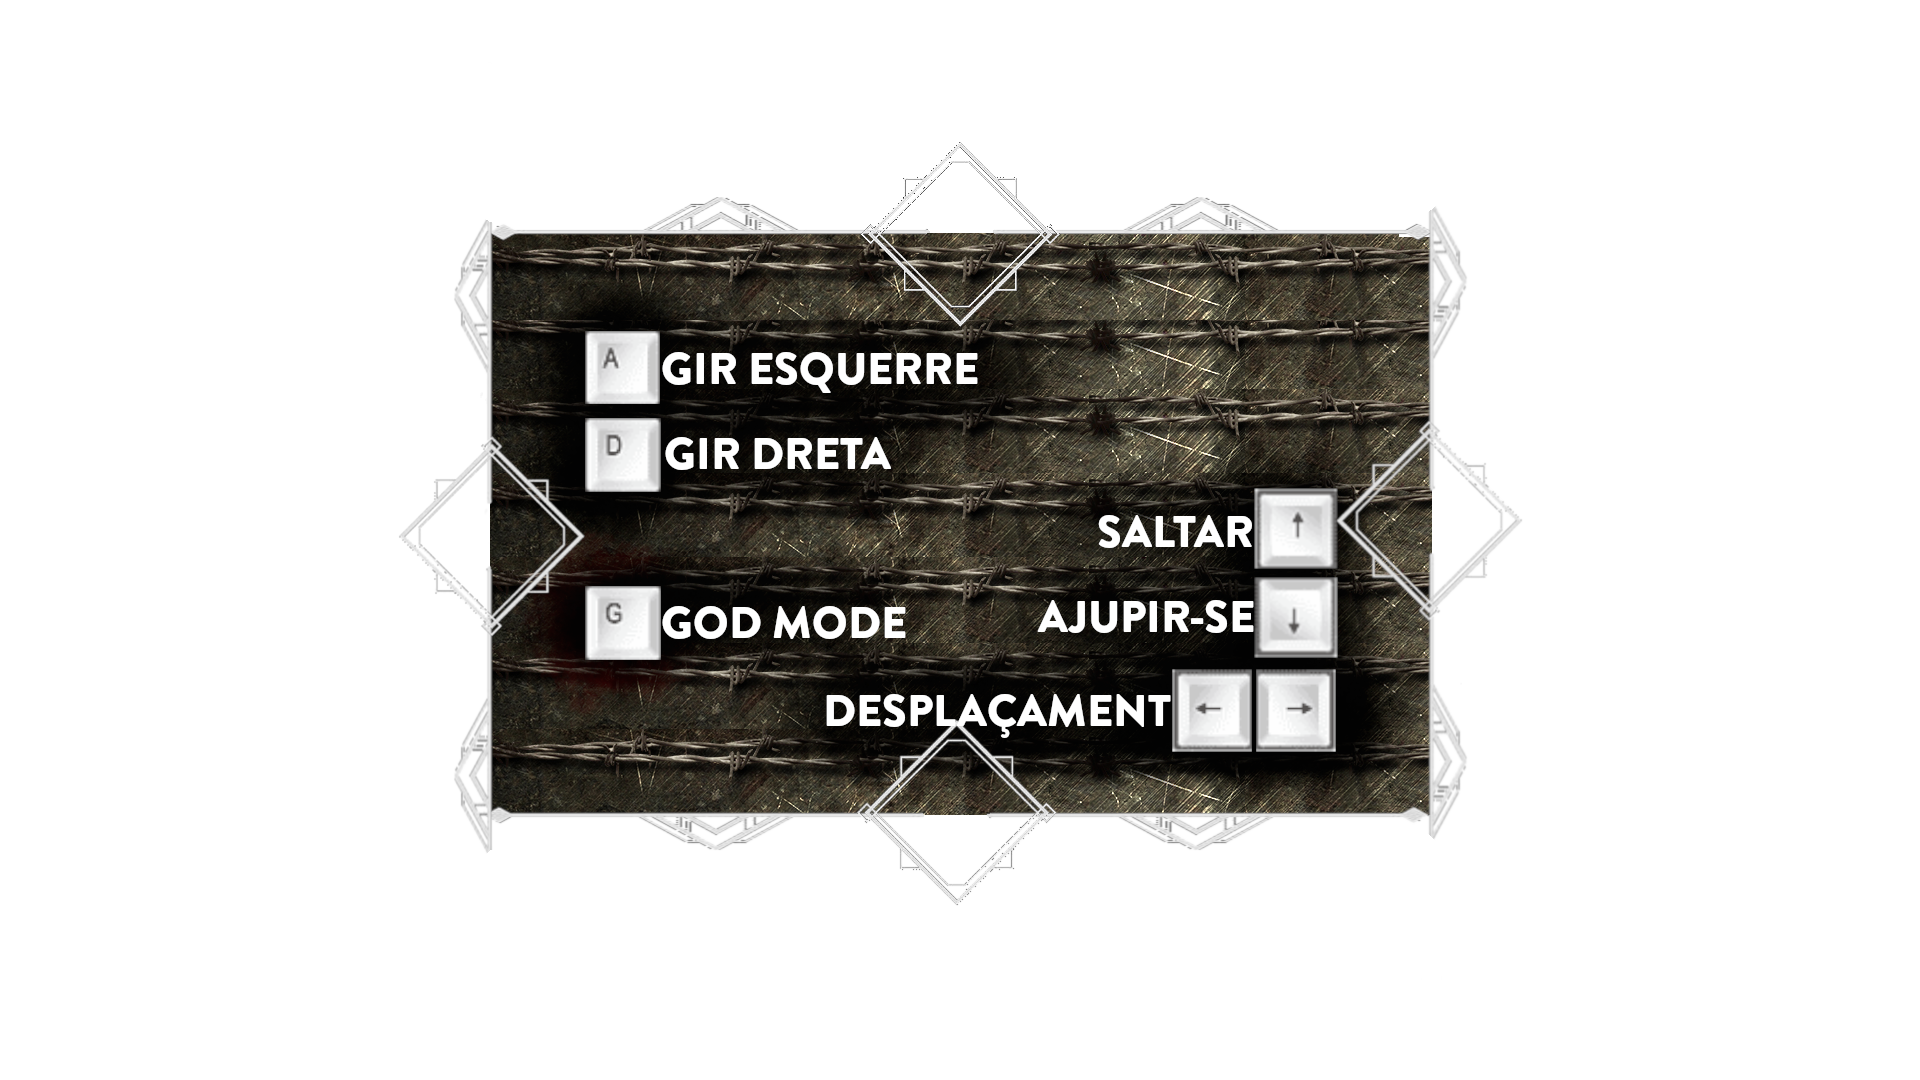 A GIR ESQUERRE
D GIR DRETA
SALTAR ↑
G GOD MODE
AJUPIR-SE ↓
DESPLAÇAMENT ← →